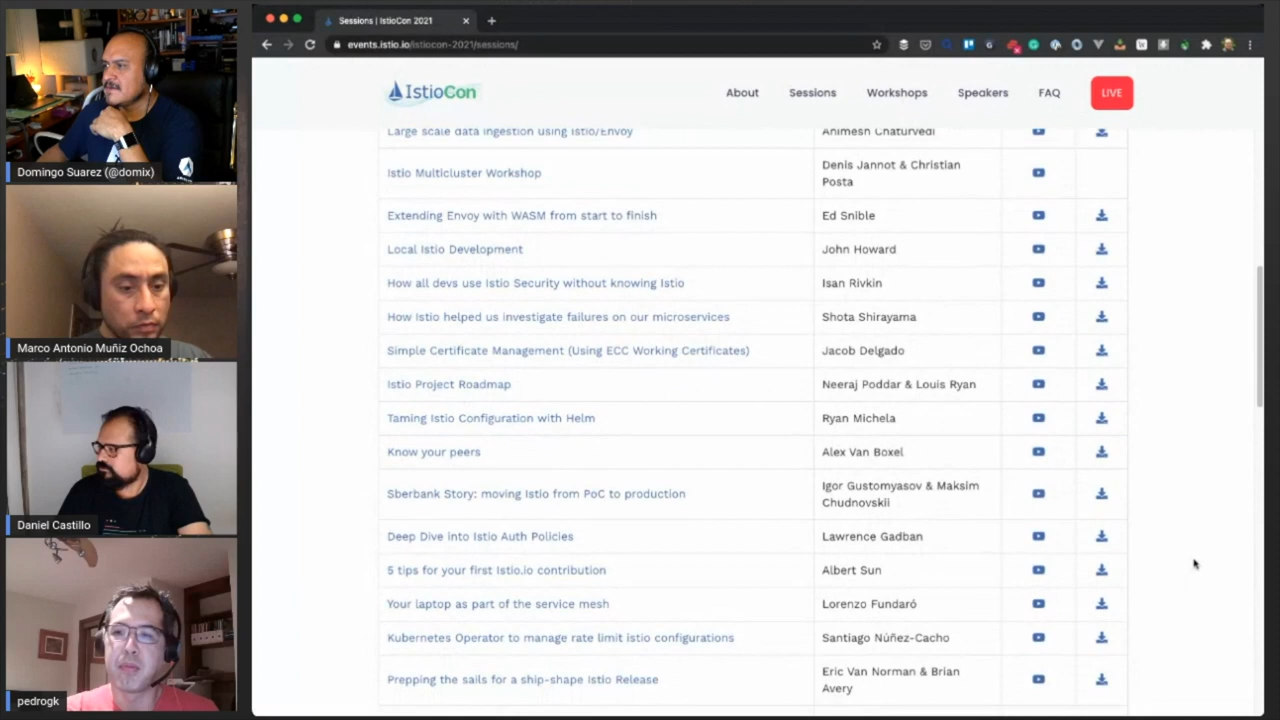 Domingo Suarez (@domix)
Marco Antonio Muñiz Ochoa
Daniel Castillo
pedrogk
Sessions | IstioCon 2021
events.istio.io/istiocon-2021/sessions/
IstioCon
About Sessions Workshops Speakers FAQ LIVE
Large scale data ingestion using Istio/Envoy Animesh Chaturvedi
Istio Multicluster Workshop Denis Jannot & Christian
Posta
Extending Envoy with WASM from start to finish Ed Snible
Local Istio Development John Howard
How all devs use Istio Security without knowing Istio Isan Rivkin
How Istio helped us investigate failures on our microservices Shota Shirayama
Simple Certificate Management (Using ECC Working Certificates) Jacob Delgado
Istio Project Roadmap Neeraj Poddar & Louis Ryan
Taming Istio Configuration with Helm Ryan Michela
Know your peers Alex Van Boxel
Sberbank Story: moving Istio from PoC to production Igor Gustomyasov & Maksim
Chudnovskii
Deep Dive into Istio Auth Policies Lawrence Gadban
5 tips for your first Istio.io contribution Albert Sun
Your laptop as part of the service mesh Lorenzo Fundaró
Kubernetes Operator to manage rate limit istio configurations Santiago Núñez-Cacho
Prepping the sails for a ship-shape Istio Release Eric Van Norman & Brian
Avery